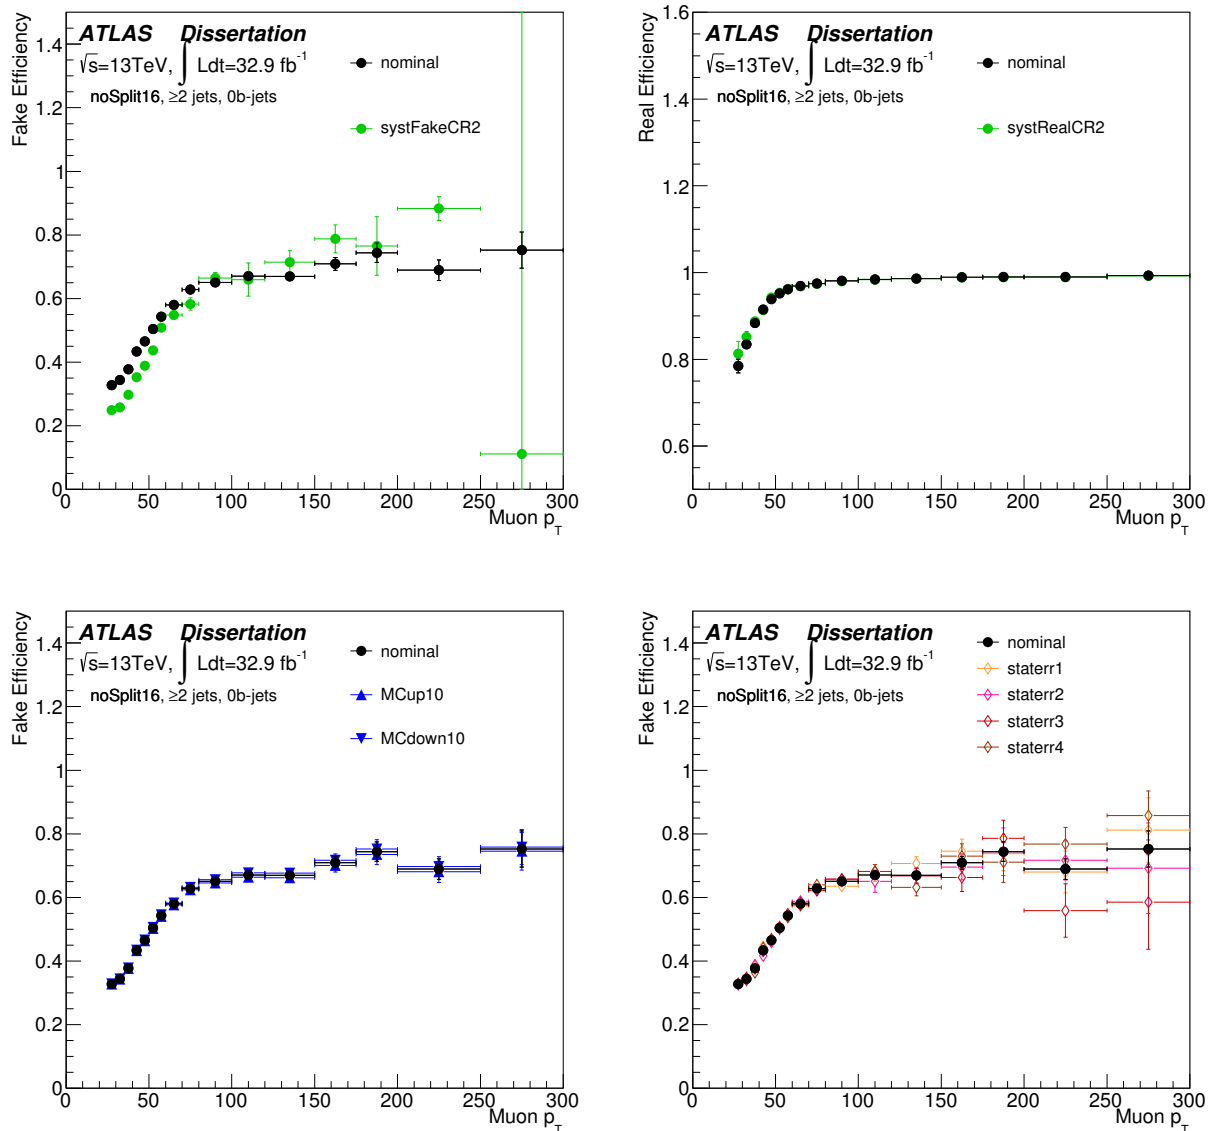 ATLAS Dissertation
√s=13TeV, ∫ Ldt=32.9 fb⁻¹
noSplit16, ≥2 jets, 0b-jets
nominal
systFakeCR2
Fake Efficiency
1.4
1.2
1
0.8
0.6
0.4
0.2
0
0 50 100 150 200 250 300
Muon p_T
ATLAS Dissertation
√s=13TeV, ∫ Ldt=32.9 fb⁻¹
noSplit16, ≥2 jets, 0b-jets
nominal
systRealCR2
Real Efficiency
1.6
1.4
1.2
1
0.8
0.6
0 50 100 150 200 250 300
Muon p_T
ATLAS Dissertation
√s=13TeV, ∫ Ldt=32.9 fb⁻¹
noSplit16, ≥2 jets, 0b-jets
nominal
MCup10
MCdown10
Fake Efficiency
1.4
1.2
1
0.8
0.6
0.4
0.2
0
0 50 100 150 200 250 300
Muon p_T
ATLAS Dissertation
√s=13TeV, ∫ Ldt=32.9 fb⁻¹
noSplit16, ≥2 jets, 0b-jets
nominal
staterr1
staterr2
staterr3
staterr4
Fake Efficiency
1.4
1.2
1
0.8
0.6
0.4
0.2
0
0 50 100 150 200 250 300
Muon p_T